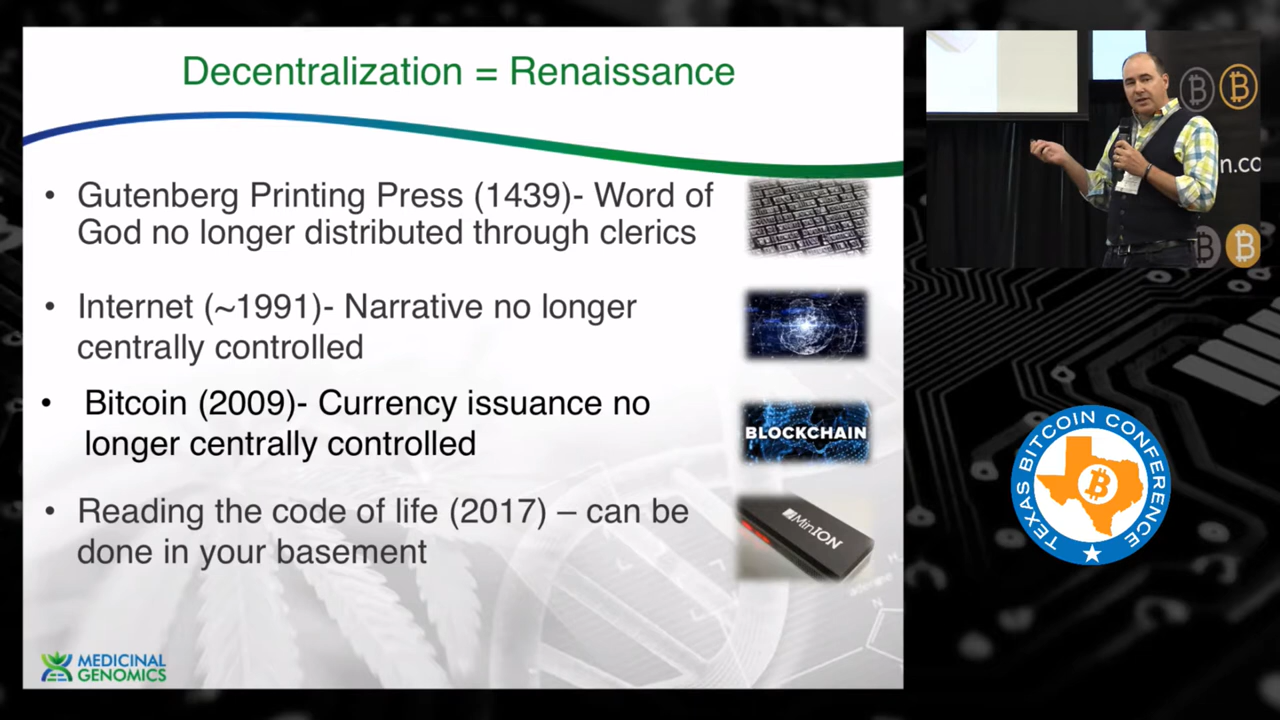 Decentralization = Renaissance
• Gutenberg Printing Press (1439)- Word of
God no longer distributed through clerics
• Internet (~1991)- Narrative no longer
centrally controlled
• Bitcoin (2009)- Currency issuance no
longer centrally controlled
BLOCKCHAIN
• Reading the code of life (2017) – can be
done in your basement
MinION
MEDICINAL
GENOMICS
n.co
TEXAS BITCOIN CONFERENCE